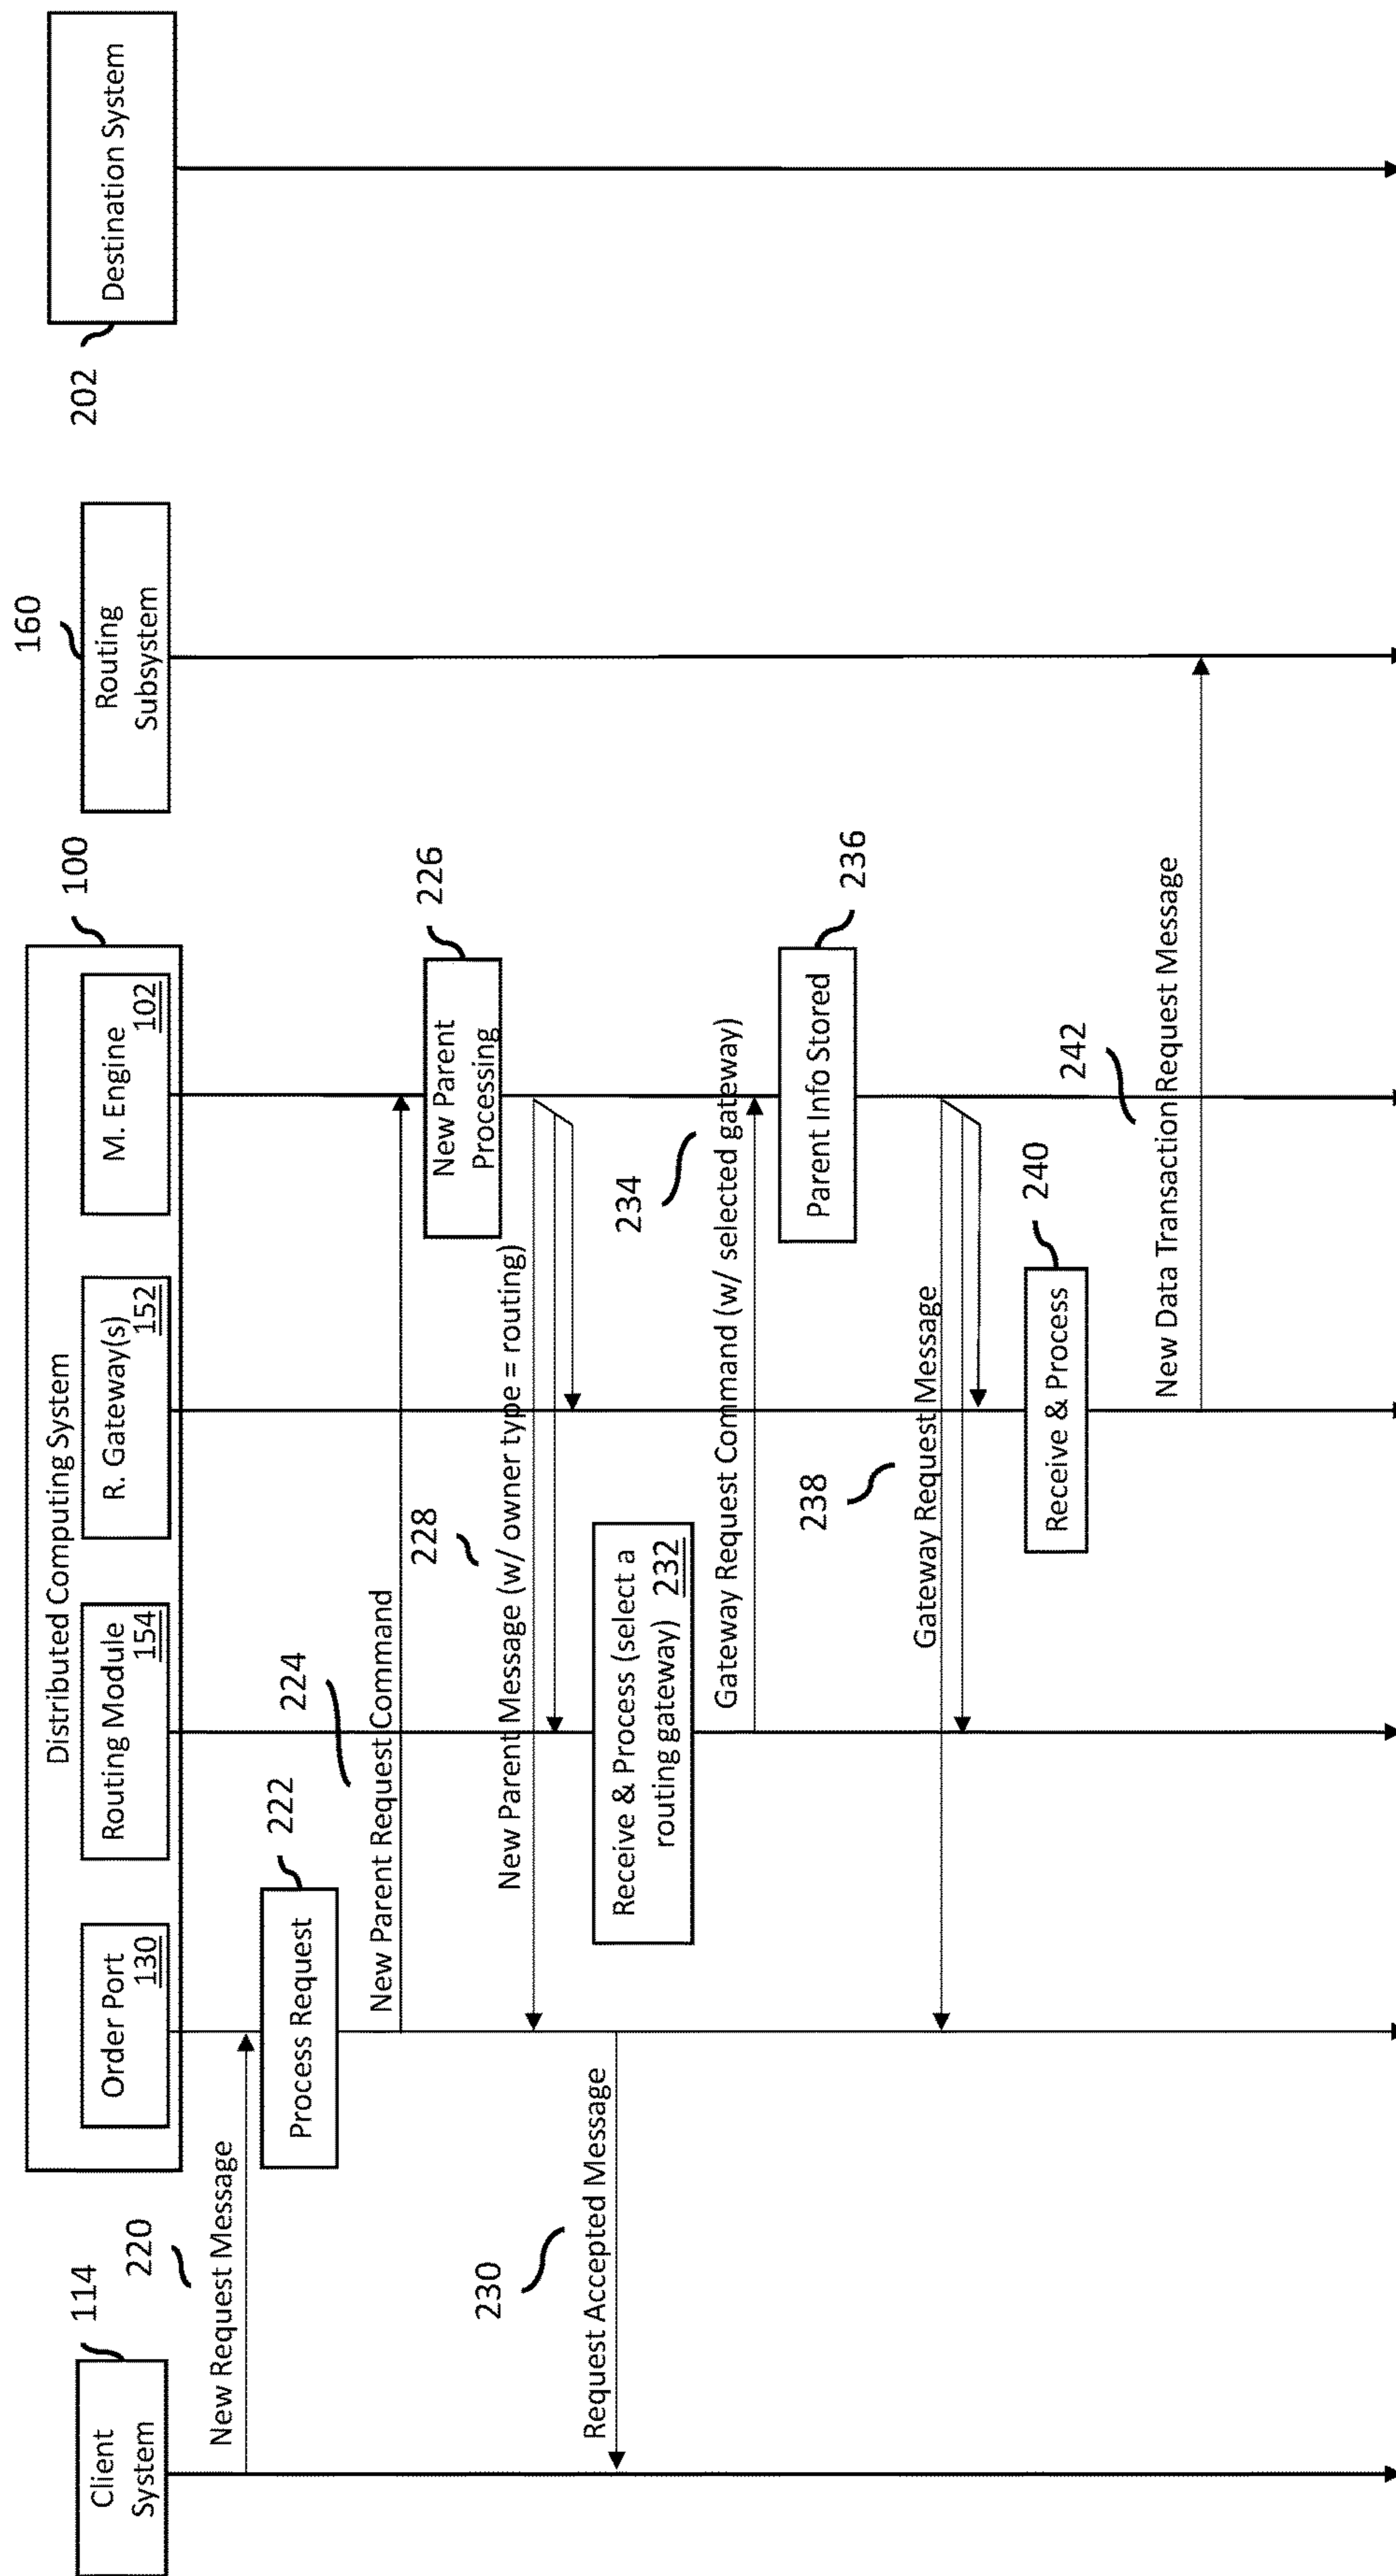 Client
System
114
Distributed Computing System
100
Order Port
130
Routing Module
154
R. Gateway(s)
152
M. Engine
102
160
Routing
Subsystem
202
Destination System
220
New Request Message
Process Request
222
224
New Parent Request Command
New Parent
Processing
226
228
New Parent Message (w/ owner type = routing)
230
Request Accepted Message
Receive & Process (select a
routing gateway) 232
234
Gateway Request Command (w/ selected gateway)
Parent Info Stored
236
238
Gateway Request Message
Receive & Process
240
242
New Data Transaction Request Message